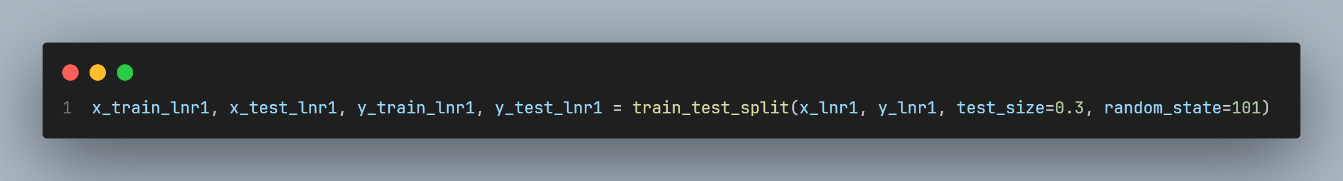 1 x_train_lnr1, x_test_lnr1, y_train_lnr1, y_test_lnr1 = train_test_split(x_lnr1, y_lnr1, test_size=0.3, random_state=101)